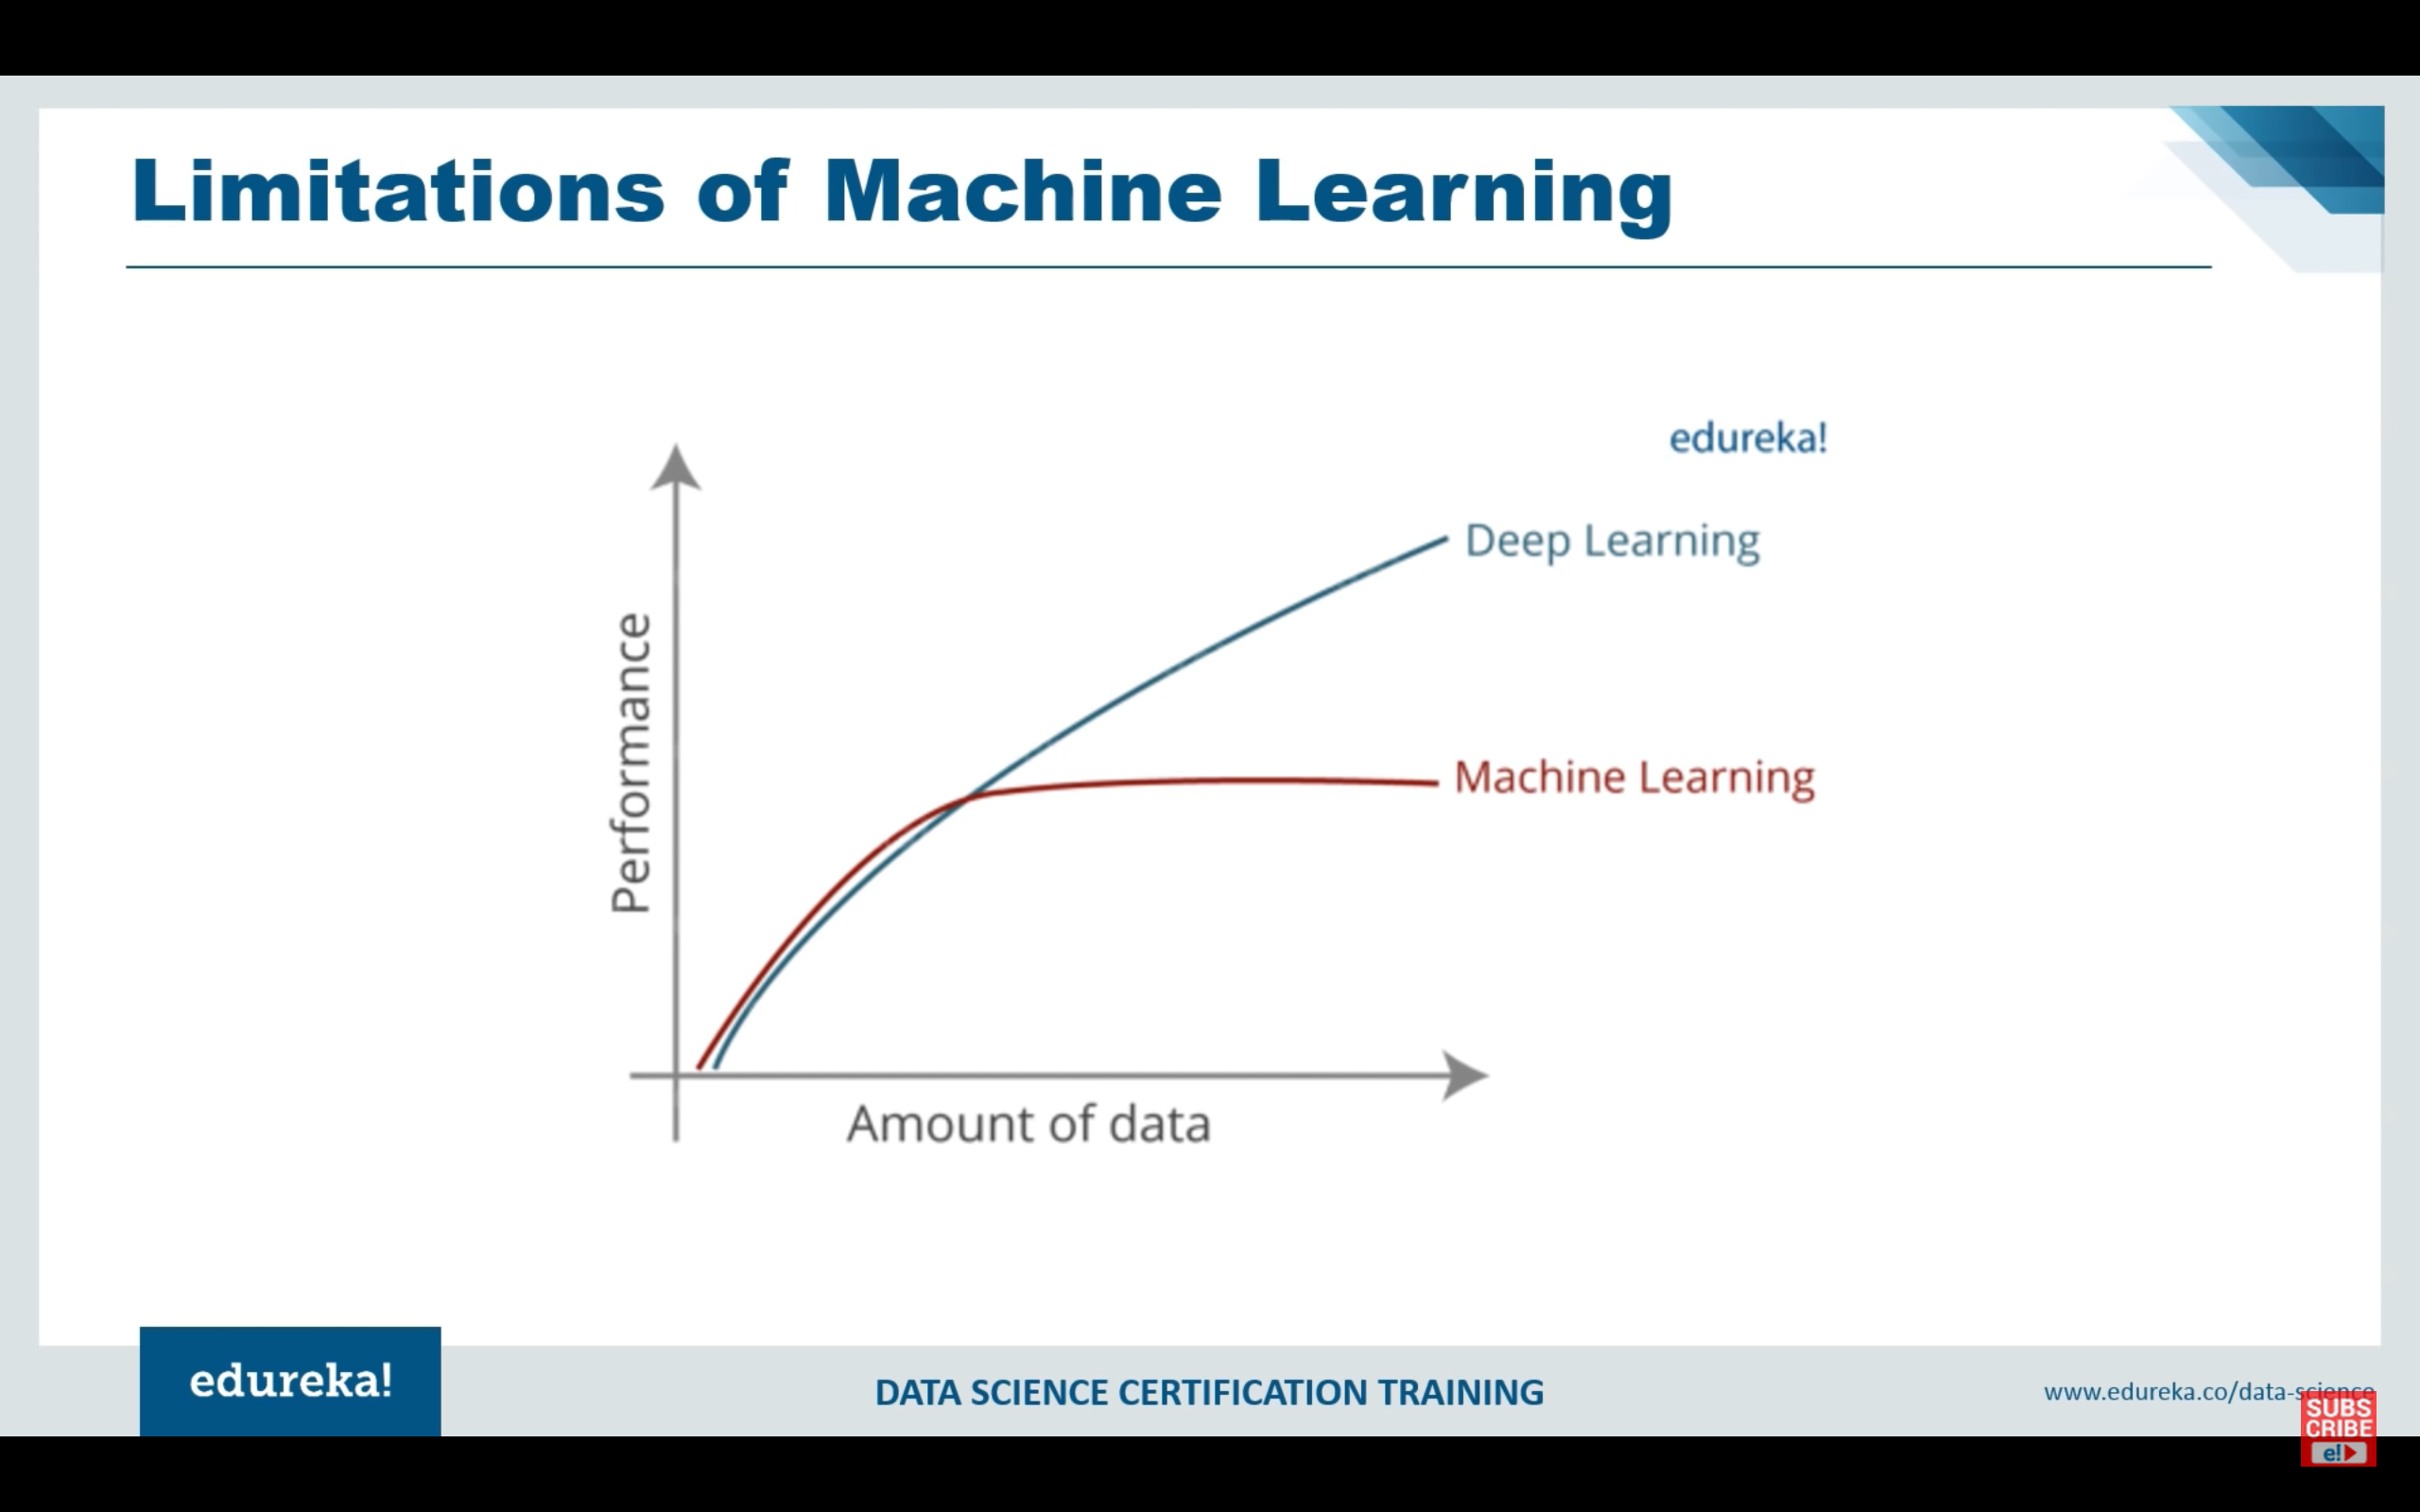 Limitations of Machine Learning
edureka!
Deep Learning
Performance
Machine Learning
Amount of data
edureka!
DATA SCIENCE CERTIFICATION TRAINING
www.edureka.co/data-science
SUBS
CRIBE
e!